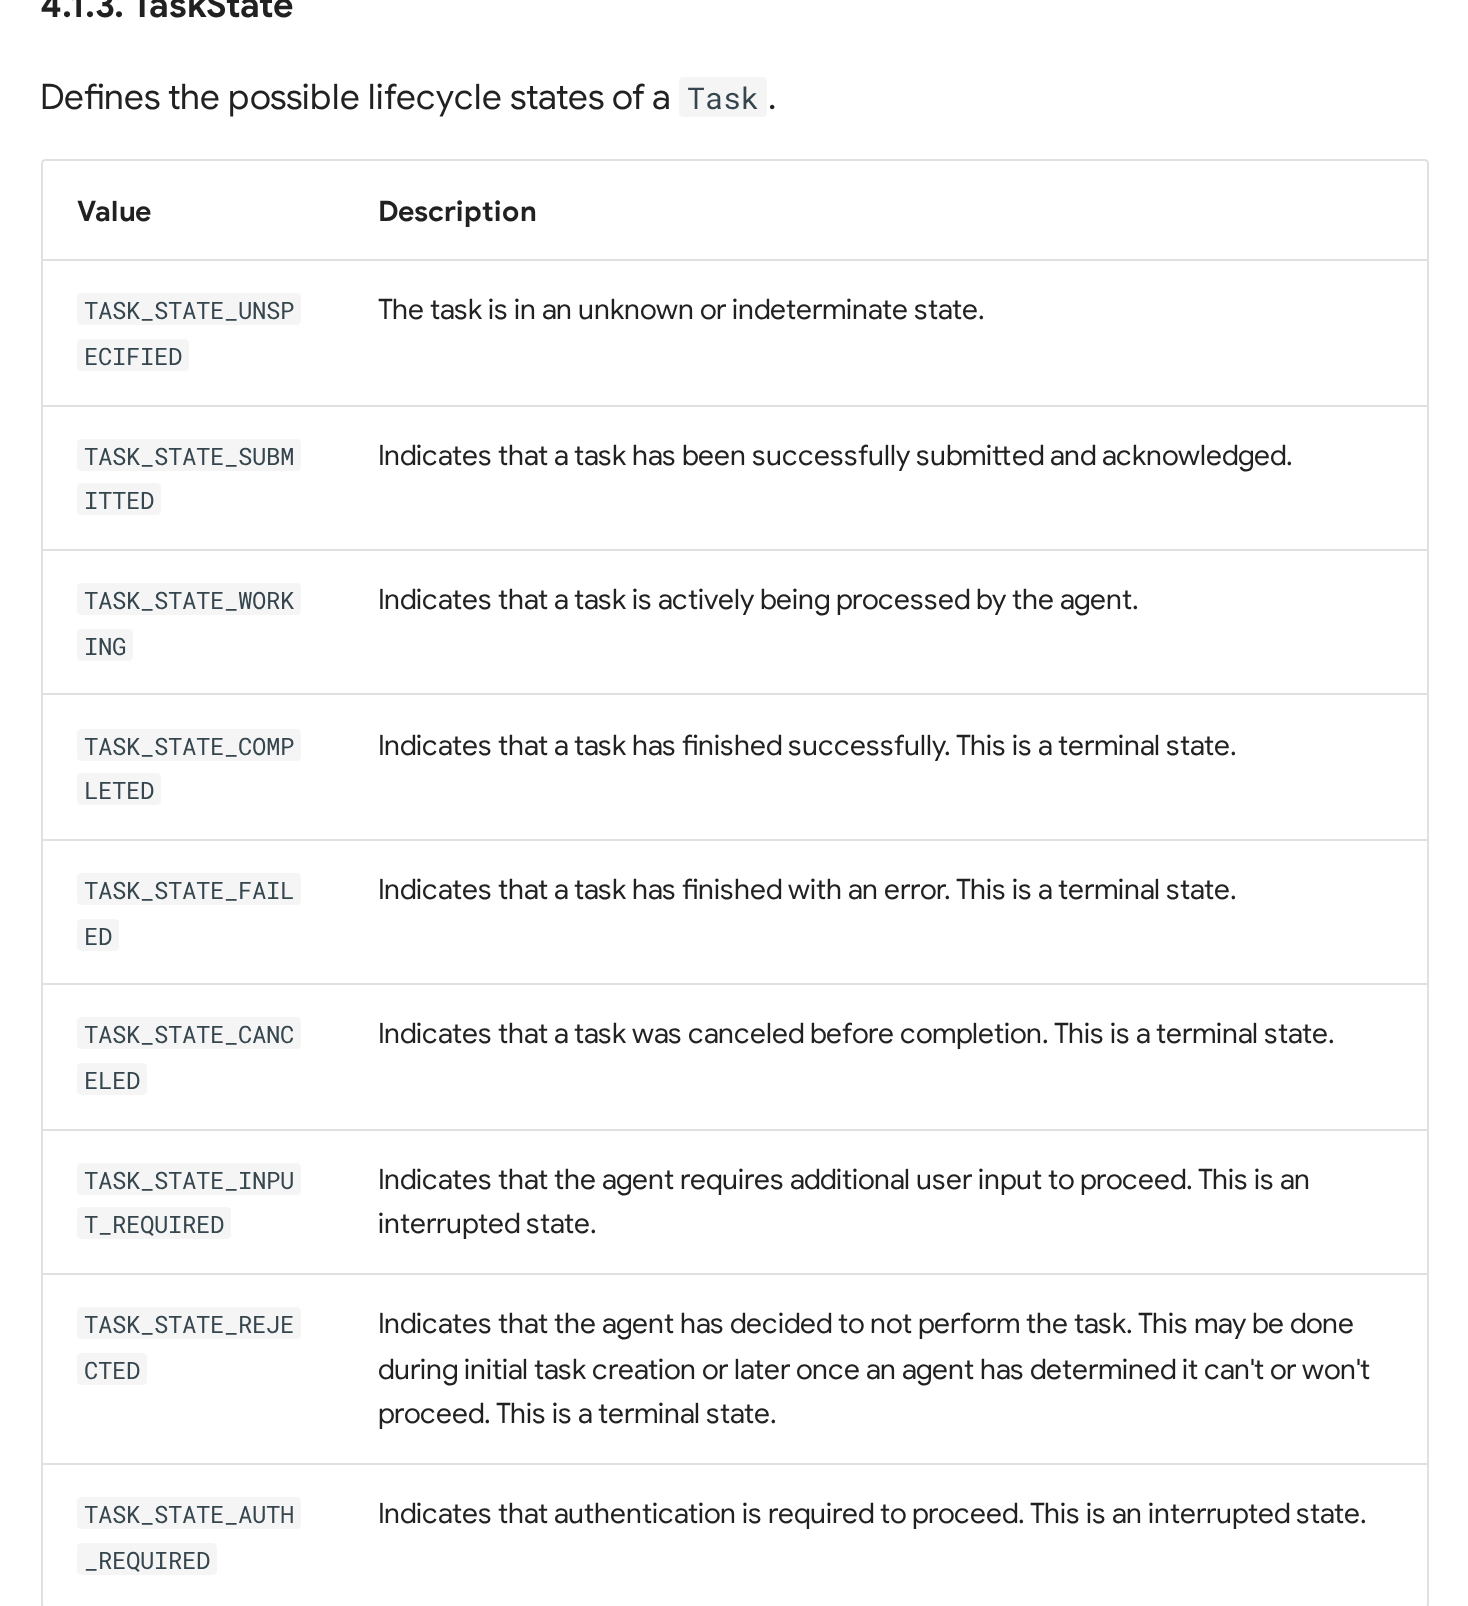 4.1.3. TaskState
Defines the possible lifecycle states of a Task.
Value Description
TASK_STATE_UNSP The task is in an unknown or indeterminate state.
ECIFIED
TASK_STATE_SUBM Indicates that a task has been successfully submitted and acknowledged.
ITTED
TASK_STATE_WORK Indicates that a task is actively being processed by the agent.
ING
TASK_STATE_COMP Indicates that a task has finished successfully. This is a terminal state.
LETED
TASK_STATE_FAIL Indicates that a task has finished with an error. This is a terminal state.
ED
TASK_STATE_CANC Indicates that a task was canceled before completion. This is a terminal state.
ELED
TASK_STATE_INPU Indicates that the agent requires additional user input to proceed. This is an
T_REQUIRED interrupted state.
TASK_STATE_REJE Indicates that the agent has decided to not perform the task. This may be done
CTED during initial task creation or later once an agent has determined it can't or won't
proceed. This is a terminal state.
TASK_STATE_AUTH Indicates that authentication is required to proceed. This is an interrupted state.
_REQUIRED